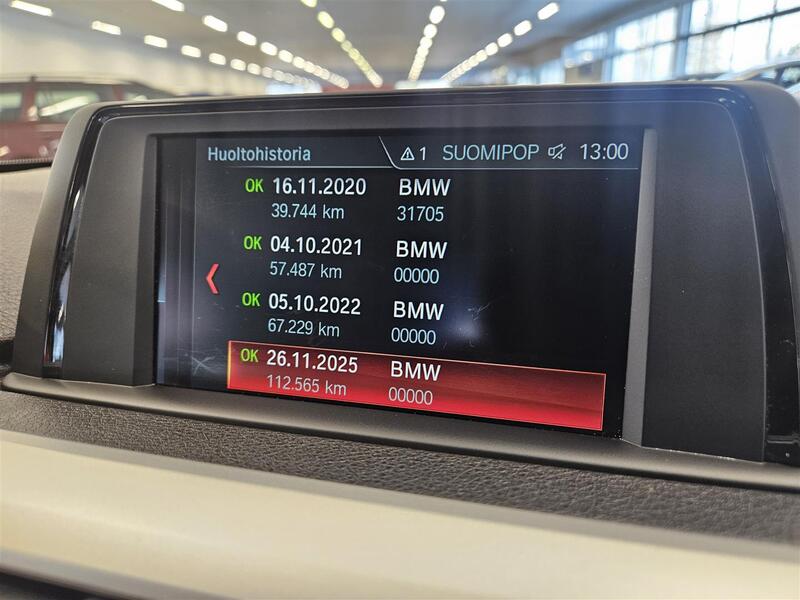 Huoltohistoria 1 SUOMIPOP 13:00
OK 16.11.2020 BMW
39.744 km 31705
OK 04.10.2021 BMW
57.487 km 00000
OK 05.10.2022 BMW
67.229 km 00000
OK 26.11.2025 BMW
112.565 km 00000